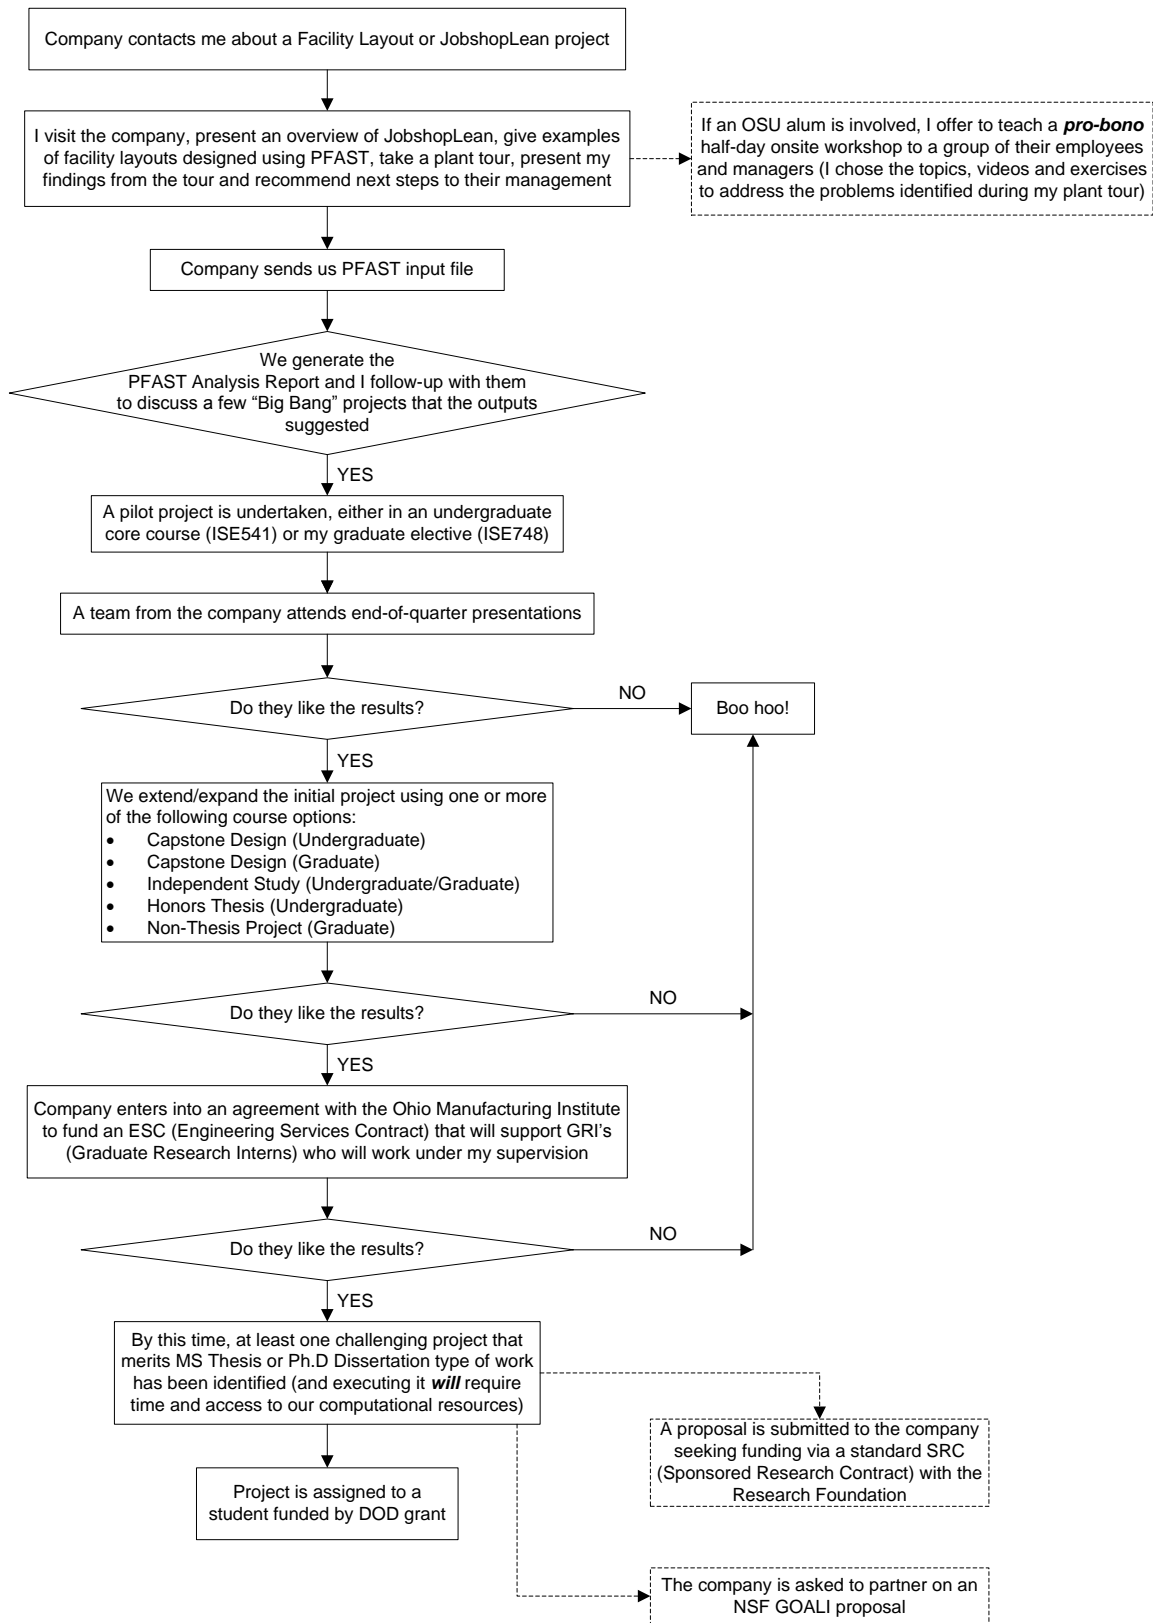 Company contacts me about a Facility Layout or JobshopLean project
I visit the company, present an overview of JobshopLean, give examples
of facility layouts designed using PFAST, take a plant tour, present my
findings from the tour and recommend next steps to their management
If an OSU alum is involved, I offer to teach a pro-bono
half-day onsite workshop to a group of their employees
and managers (I chose the topics, videos and exercises
to address the problems identified during my plant tour)
Company sends us PFAST input file
We generate the
PFAST Analysis Report and I follow-up with them
to discuss a few “Big Bang” projects that the outputs
suggested
YES
A pilot project is undertaken, either in an undergraduate
core course (ISE541) or my graduate elective (ISE748)
A team from the company attends end-of-quarter presentations
Do they like the results?
NO
Boo hoo!
YES
We extend/expand the initial project using one or more
of the following course options:
• Capstone Design (Undergraduate)
• Capstone Design (Graduate)
• Independent Study (Undergraduate/Graduate)
• Honors Thesis (Undergraduate)
• Non-Thesis Project (Graduate)
Do they like the results?
NO
YES
Company enters into an agreement with the Ohio Manufacturing Institute
to fund an ESC (Engineering Services Contract) that will support GRI’s
(Graduate Research Interns) who will work under my supervision
Do they like the results?
NO
YES
By this time, at least one challenging project that
merits MS Thesis or Ph.D Dissertation type of work
has been identified (and executing it will require
time and access to our computational resources)
A proposal is submitted to the company
seeking funding via a standard SRC
(Sponsored Research Contract) with the
Research Foundation
Project is assigned to a
student funded by DOD grant
The company is asked to partner on an
NSF GOALI proposal